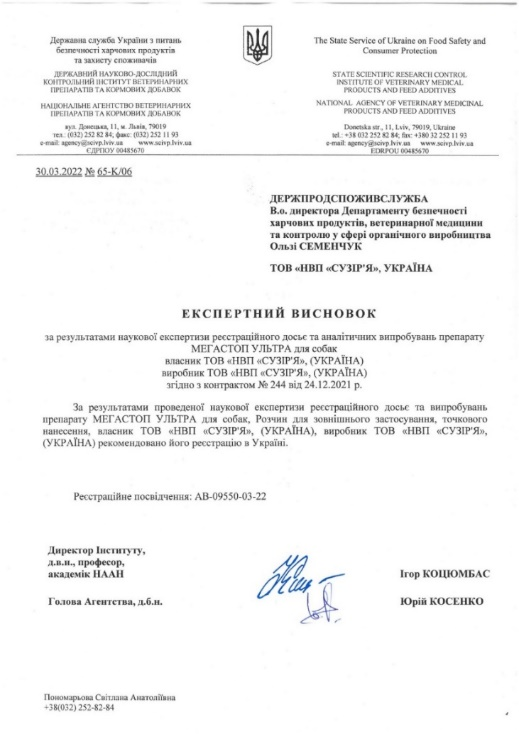 Державна служба України з питань
безпечності харчових продуктів
та захисту споживачів
ДЕРЖАВНИЙ НАУКОВО-ДОСЛІДНИЙ
КОНТРОЛЬНИЙ ІНСТИТУТ ВЕТЕРИНАРНИХ
ПРЕПАРАТІВ ТА КОРМОВИХ ДОБАВОК
НАЦІОНАЛЬНЕ АГЕНТСТВО ВЕТЕРИНАРНИХ
ПРЕПАРАТІВ ТА КОРМОВИХ ДОБАВОК
вул. Донецька, 11, м. Львів, 79019
тел.: (032) 252 82 84; факс: (032) 252 11 93
e-mail: agency@scivp.lviv.ua www.scivp.lviv.ua
ЄДРПОУ 00485670
The State Service of Ukraine on Food Safety and
Consumer Protection
STATE SCIENTIFIC RESEARCH CONTROL
INSTITUTE OF VETERINARY MEDICAL
PRODUCTS AND FEED ADDITIVES
NATIONAL AGENCY OF VETERINARY MEDICINAL
PRODUCTS AND FEED ADDITIVES
Donetska str., 11, Lviv, 79019, Ukraine
tel.: +38 032 252 82 84; fax: +380 32 252 11 93
e-mail: agency@scivp.lviv.ua www.scivp.lviv.ua
EDRPOU 00485670
30.03.2022 № 65-К/06
ДЕРЖПРОДСПОЖИВСЛУЖБА
В.о. директора Департаменту безпечності
харчових продуктів, ветеринарної медицини
та контролю у сфері органічного виробництва
Ользі СЕМЕНЧУК
ТОВ «НВП «СУЗІР'Я», УКРАЇНА
ЕКСПЕРТНИЙ ВИСНОВОК
за результатами наукової експертизи реєстраційного досьє та аналітичних випробувань препарату
МЕГАСТОП УЛЬТРА для собак
власник ТОВ «НВП «СУЗІР'Я», (УКРАЇНА)
виробник ТОВ «НВП «СУЗІР'Я», (УКРАЇНА)
згідно з контрактом № 244 від 24.12.2021 р.
За результатами проведеної наукової експертизи реєстраційного досьє та випробувань
препарату МЕГАСТОП УЛЬТРА для собак, Розчин для зовнішнього застосування, точкового
нанесення, власник ТОВ «НВП «СУЗІР'Я», (УКРАЇНА), виробник ТОВ «НВП «СУЗІР'Я»,
(УКРАЇНА) рекомендовано його реєстрацію в Україні.
Реєстраційне посвідчення: АВ-09550-03-22
Директор Інституту,
д.в.н., професор,
академік НААН
Ігор КОЦЮМБАС
Голова Агентства, д.б.н.
Юрій КОСЕНКО
Пономарьова Світлана Анатоліївна
+38(032) 252-82-84